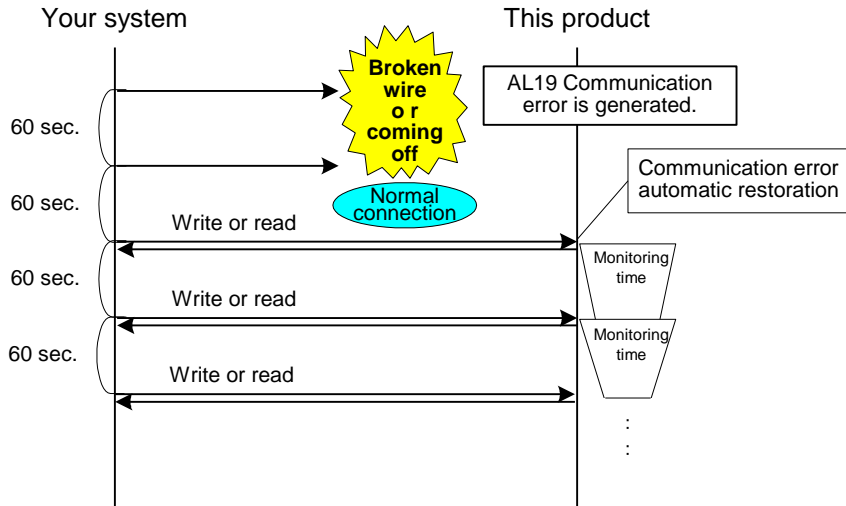 Your system
This product
Broken
wire
o r
coming
off
AL19 Communication
error is generated.
60 sec.
Communication error
automatic restoration
60 sec.
Normal
connection
Write or read
Monitoring
time
60 sec.
Write or read
Monitoring
time
60 sec.
Write or read
:
: